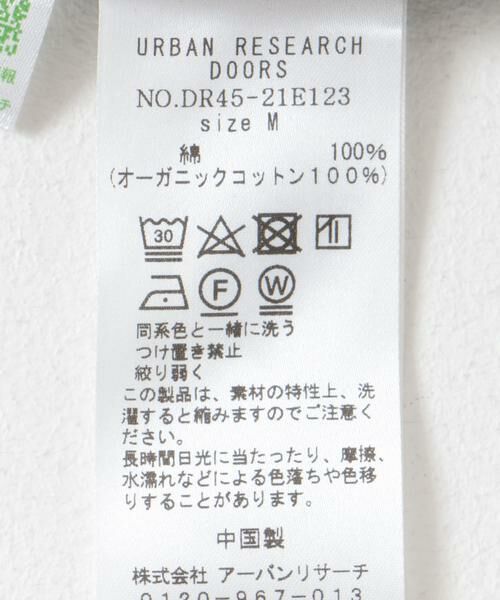 URBAN RESEARCH
DOORS
NO.DR45-21E123
size M
綿 100%
(オーガニックコットン100%)
30
F W
同系色と一緒に洗う
つけ置き禁止
絞り弱く
この製品は、素材の特性上、洗
濯すると縮みますのでご注意く
ださい。
長時間日光に当たったり、摩擦、
水濡れなどによる色落ちや色移
りすることがあります。
中国製
株式会社 アーバンリサーチ
0120-967-013